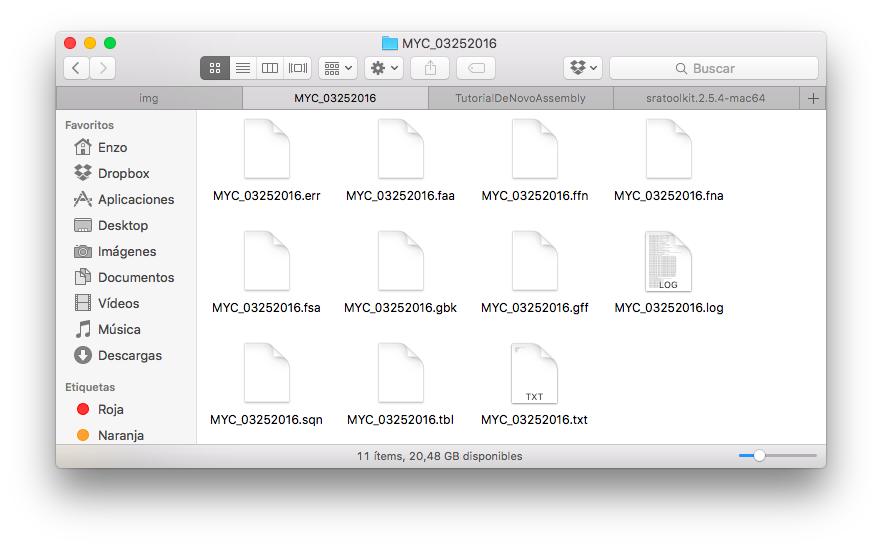 MYC_03252016
Buscar
img
MYC_03252016
TutorialDeNovoAssembly
sratoolkit.2.5.4-mac64
Favoritos
Enzo
Dropbox
Aplicaciones
Desktop
Imágenes
Documentos
Vídeos
Música
Descargas
Etiquetas
Roja
Naranja
MYC_03252016.err
MYC_03252016.faa
MYC_03252016.ffn
MYC_03252016.fna
MYC_03252016.fsa
MYC_03252016.gbk
MYC_03252016.gff
LOG
MYC_03252016.log
MYC_03252016.sqn
MYC_03252016.tbl
TXT
MYC_03252016.txt
11 ítems, 20,48 GB disponibles